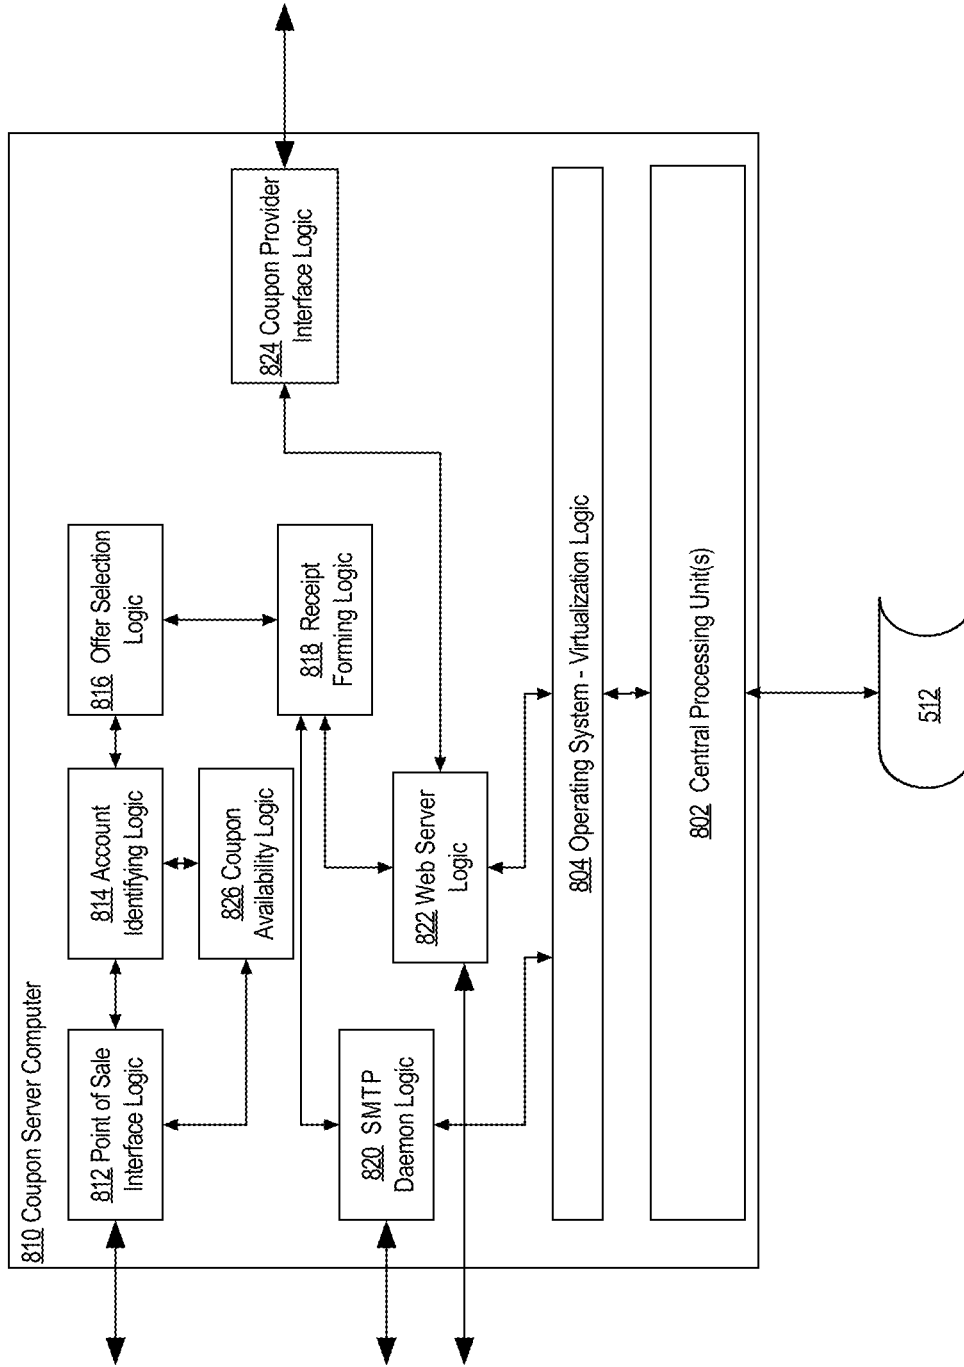 810 Coupon Server Computer
812 Point of Sale
Interface Logic
814 Account
Identifying Logic
816 Offer Selection
Logic
826 Coupon
Availability Logic
818 Receipt
Forming Logic
824 Coupon Provider
Interface Logic
820 SMTP
Daemon Logic
822 Web Server
Logic
804 Operating System - Virtualization Logic
802 Central Processing Unit(s)
512